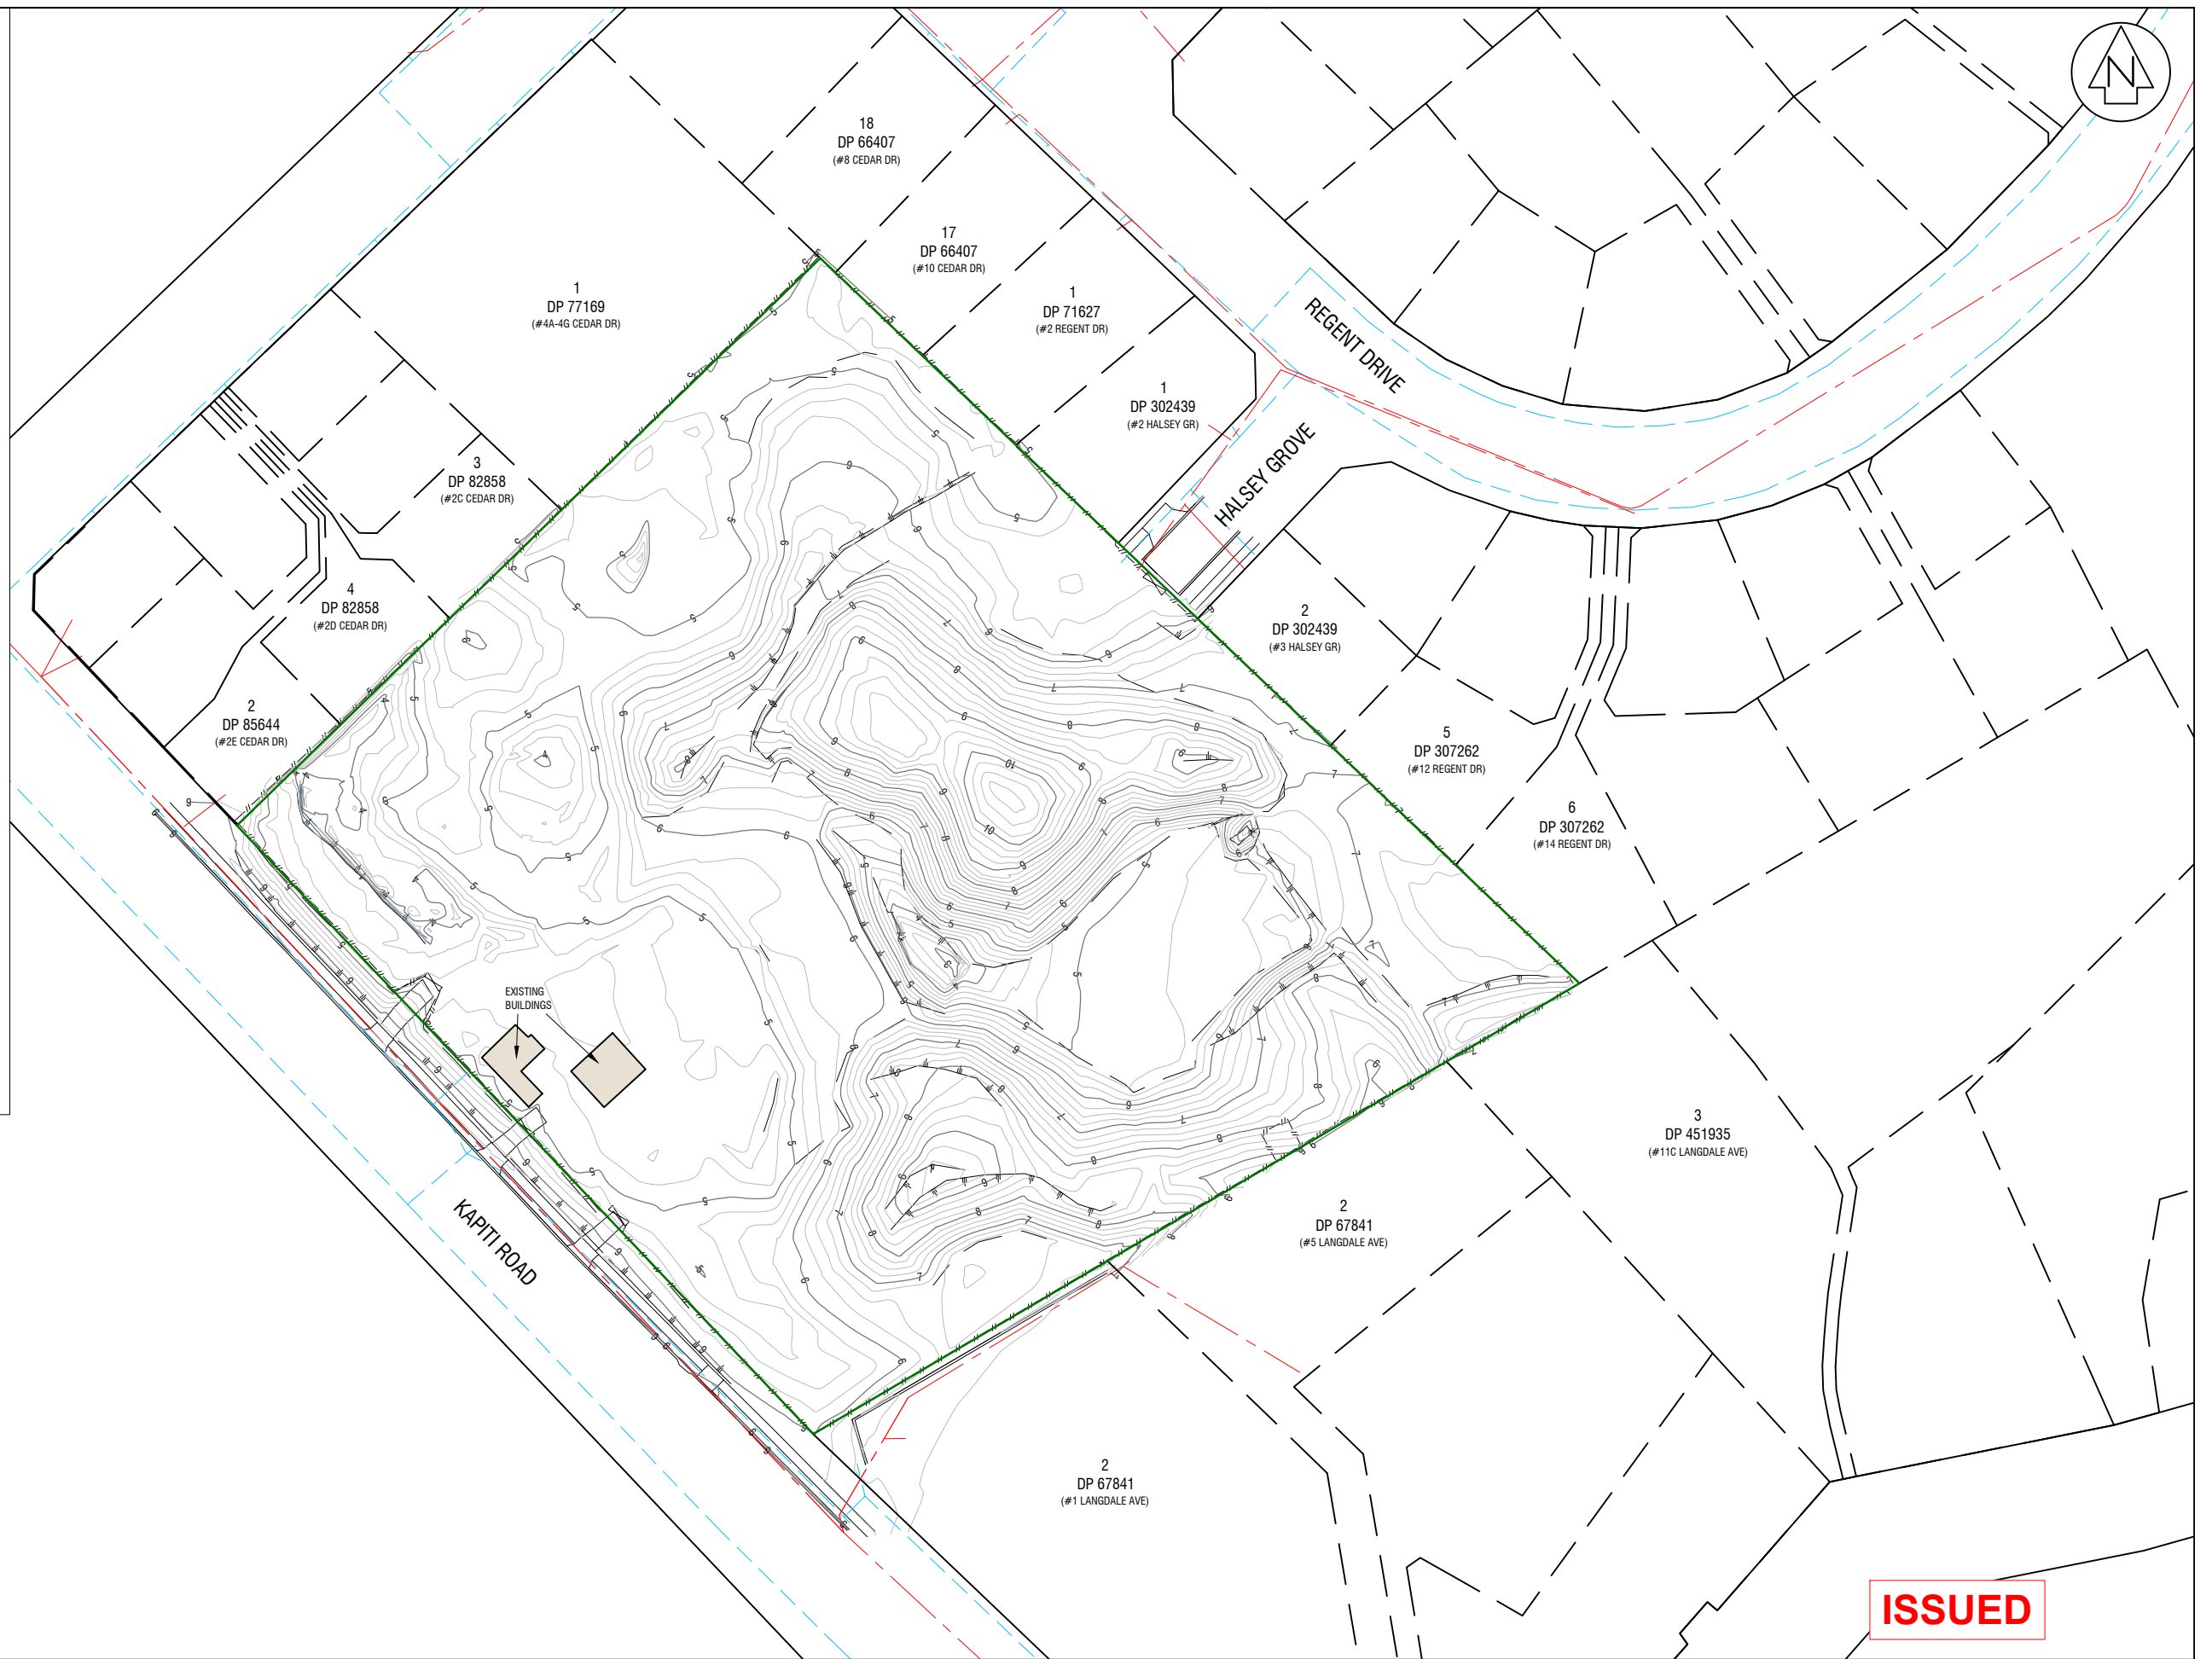 N
18
DP 66407
(#8 CEDAR DR)
17
DP 66407
(#10 CEDAR DR)
1
DP 77169
(#4A-4G CEDAR DR)
1
DP 71627
(#2 REGENT DR)
REGENT DRIVE
1
DP 302439
(#2 HALSEY GR)
HALSEY GROVE
3
DP 82858
(#2C CEDAR DR)
4
DP 82858
(#2D CEDAR DR)
2
DP 302439
(#3 HALSEY GR)
2
DP 85644
(#2E CEDAR DR)
5
DP 307262
(#12 REGENT DR)
6
DP 307262
(#14 REGENT DR)
EXISTING
BUILDINGS
3
DP 451935
(#11C LANGDALE AVE)
2
DP 67841
(#5 LANGDALE AVE)
KAPITI ROAD
2
DP 67841
(#1 LANGDALE AVE)
ISSUED